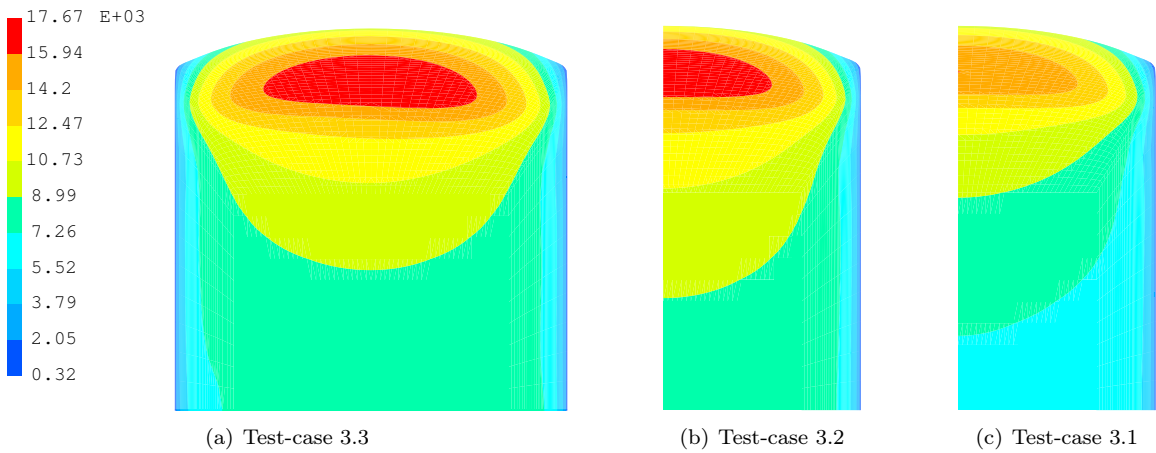 17.67 E+03
15.94
14.2
12.47
10.73
8.99
7.26
5.52
3.79
2.05
0.32
(a) Test-case 3.3
(b) Test-case 3.2
(c) Test-case 3.1